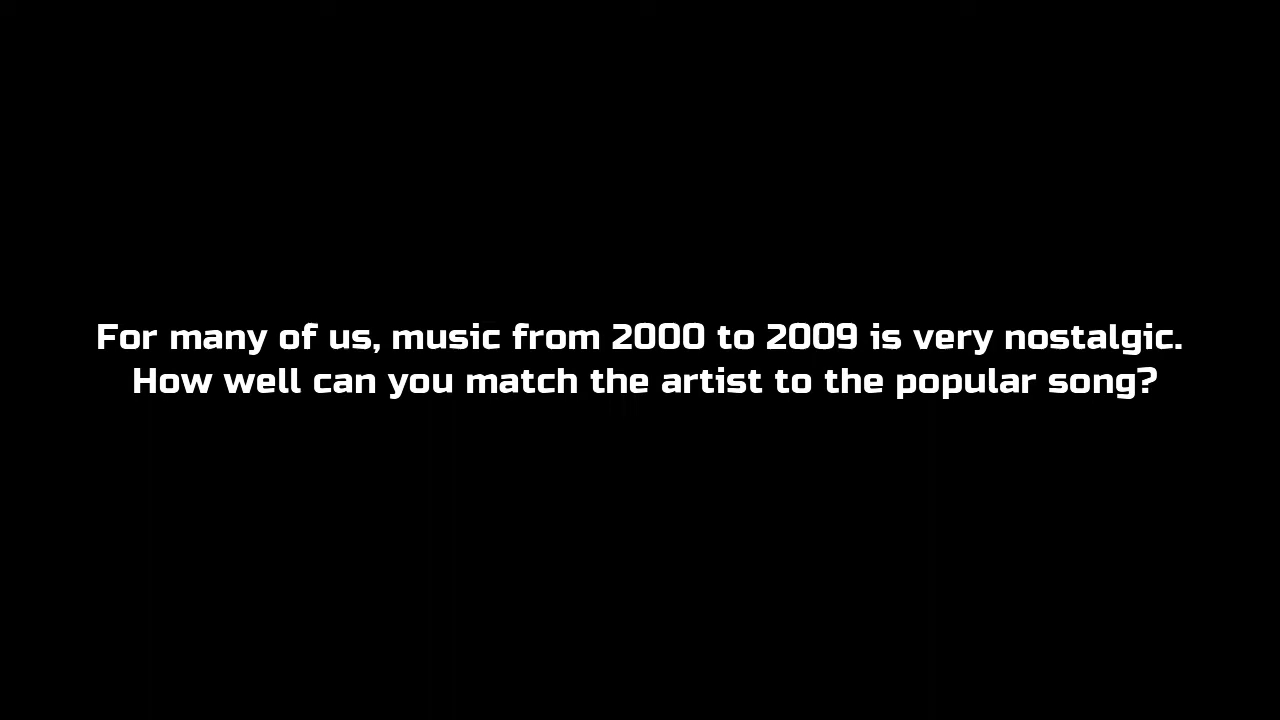 For many of us, music from 2000 to 2009 is very nostalgic.
How well can you match the artist to the popular song?